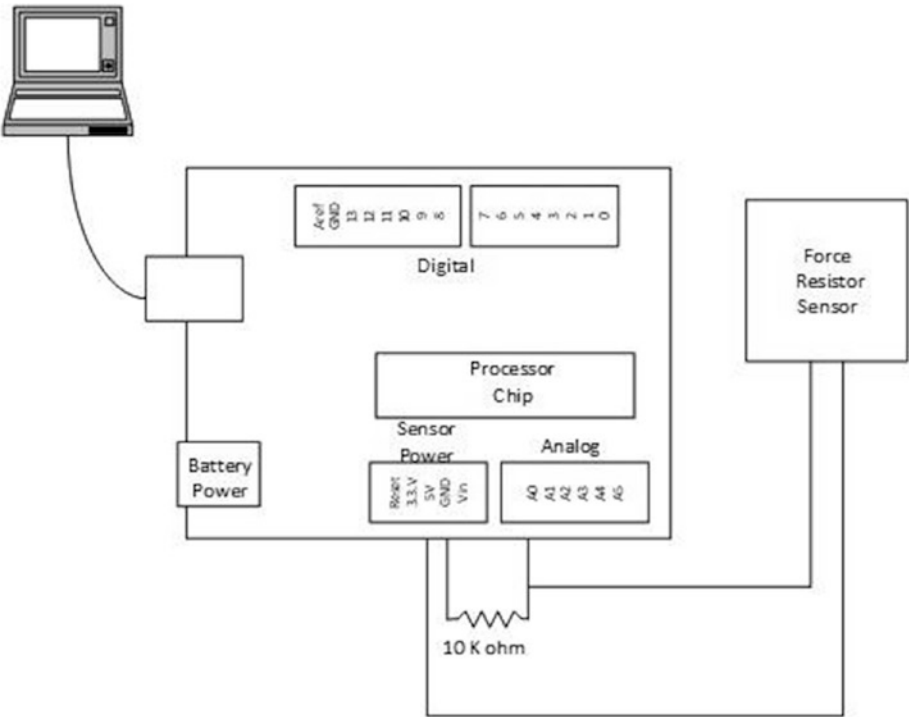 Aref
GND
13
12
11
10
9
8
7
6
5
4
3
2
1
0
Digital
Force
Resistor
Sensor
Processor
Chip
Sensor
Power
Analog
Battery
Power
Reset
3.3.V
5V
GND
Vin
A0
A1
A2
A3
A4
A5
10 K ohm